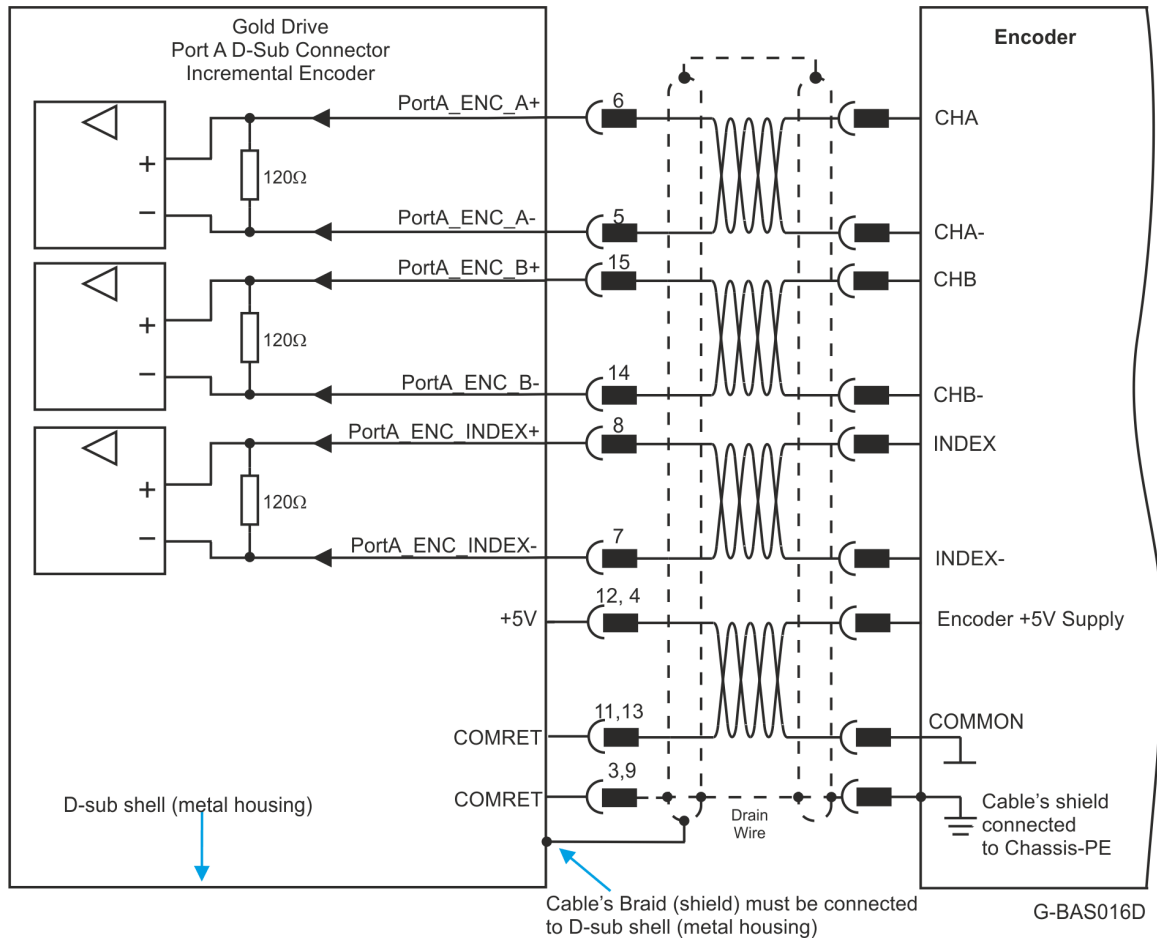 Gold Drive
Port A D-Sub Connector
Incremental Encoder
Encoder
PortA_ENC_A+
6
CHA
+
120Ω
−
PortA_ENC_A-
5
CHA-
PortA_ENC_B+
15
CHB
+
120Ω
−
PortA_ENC_B-
14
CHB-
PortA_ENC_INDEX+
8
INDEX
+
120Ω
−
PortA_ENC_INDEX-
7
INDEX-
+5V
12, 4
Encoder +5V Supply
COMRET
11,13
COMMON
COMRET
3,9
Drain
Wire
Cable's shield
connected
to Chassis-PE
D-sub shell (metal housing)
Cable's Braid (shield) must be connected
to D-sub shell (metal housing)
G-BAS016D